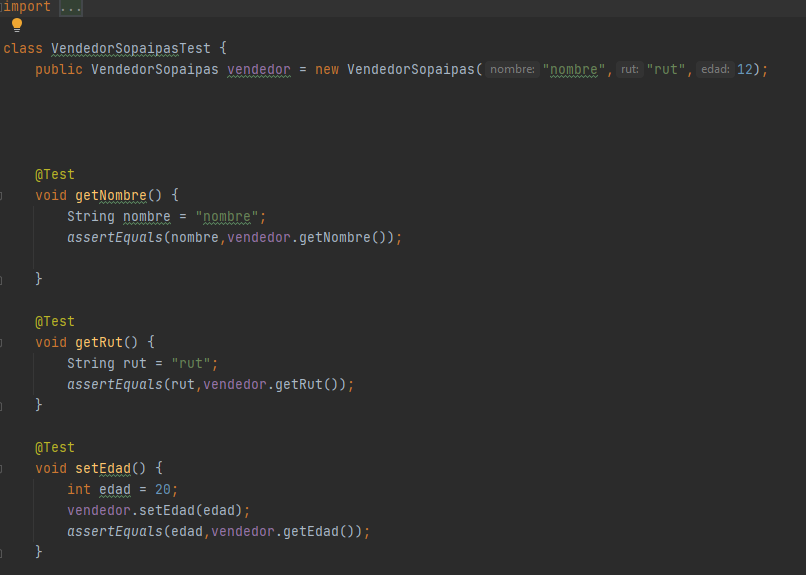 import ...
class VendedorSopaipasTest {
public VendedorSopaipas vendedor = new VendedorSopaipas( nombre: "nombre", rut: "rut", edad: 12);
@Test
void getNombre() {
String nombre = "nombre";
assertEquals(nombre,vendedor.getNombre());
}
@Test
void getRut() {
String rut = "rut";
assertEquals(rut,vendedor.getRut());
}
@Test
void setEdad() {
int edad = 20;
vendedor.setEdad(edad);
assertEquals(edad,vendedor.getEdad());
}